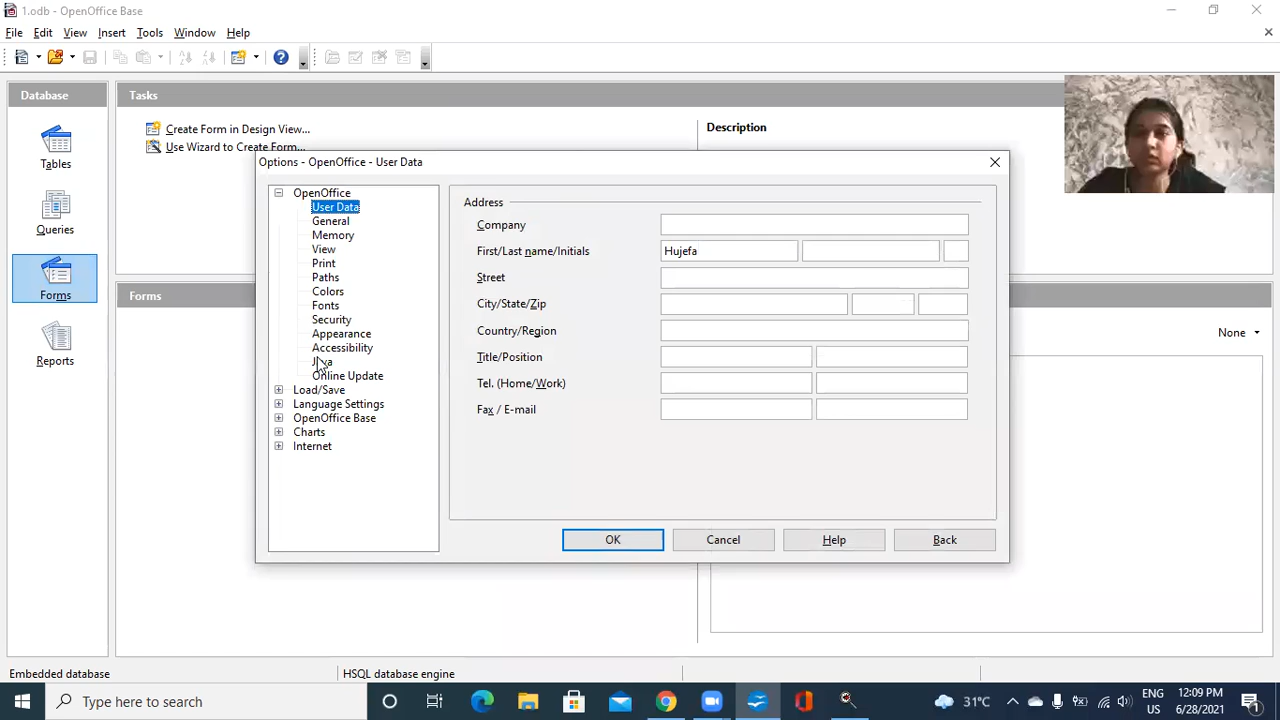 1.odb - OpenOffice Base
File Edit View Insert Tools Window Help
Database
Tables
Queries
Forms
Reports
Tasks
Create Form in Design View...
Use Wizard to Create Form...
Description
Forms
None
Options - OpenOffice - User Data
OpenOffice
User Data
General
Memory
View
Print
Paths
Colors
Fonts
Security
Appearance
Accessibility
Java
Online Update
Load/Save
Language Settings
OpenOffice Base
Charts
Internet
Address
Company
First/Last name/Initials Hujefa
Street
City/State/Zip
Country/Region
Title/Position
Tel. (Home/Work)
Fax / E-mail
OK Cancel Help Back
Embedded database HSQL database engine
Type here to search
31°C
ENG
US
12:09 PM
6/28/2021
1